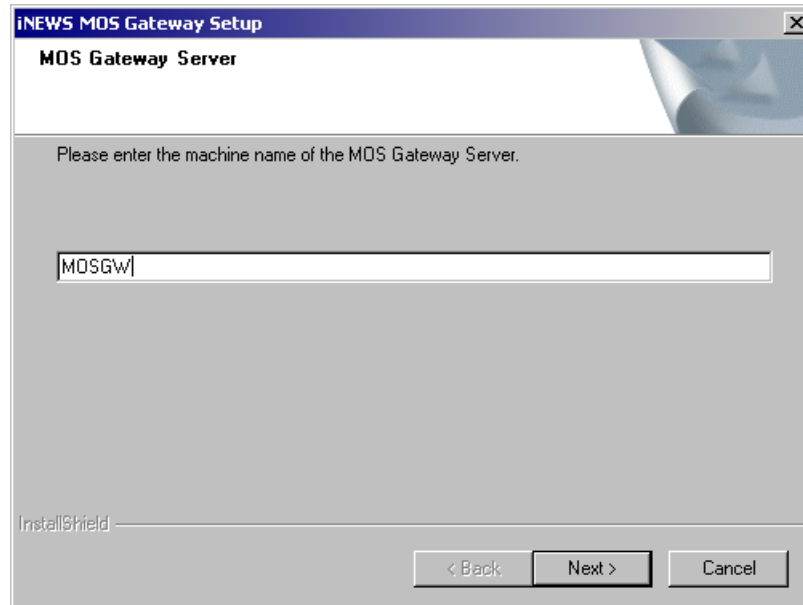 iNEWS MOS Gateway Setup
MOS Gateway Server
Please enter the machine name of the MOS Gateway Server.
MOSGW
InstallShield
< Back Next > Cancel